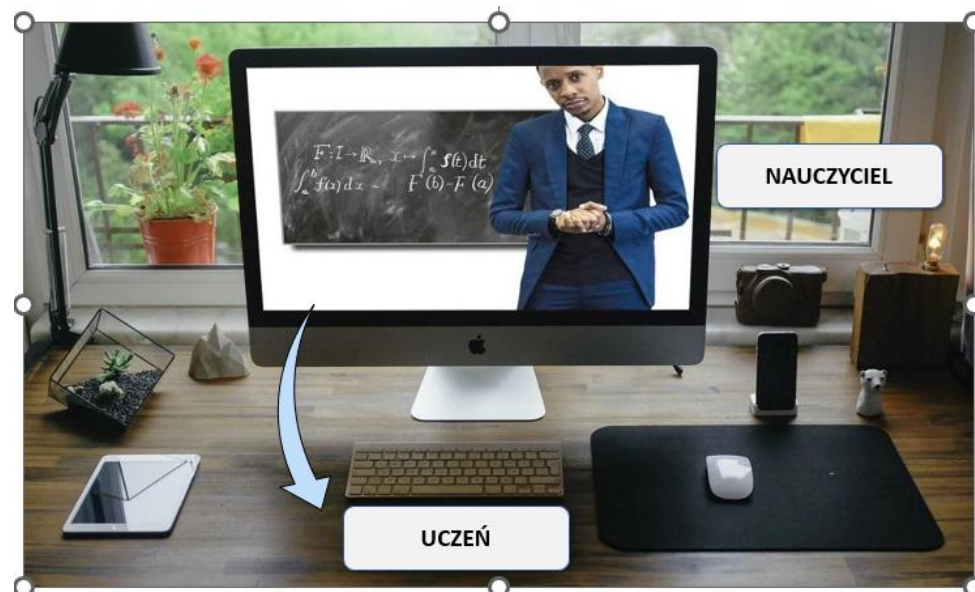 F:I→ℝ, x↦∫ₐˣ f(t)dt
∫ₐᵇ f(x)dx = F(b)-F(a)
NAUCZYCIEL
UCZEŃ